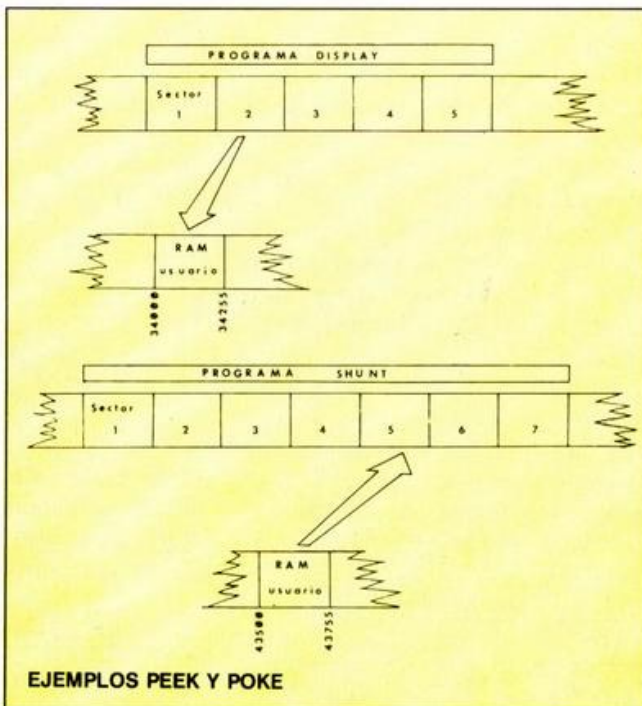 PROGRAMA DISPLAY
Sector
1 2 3 4 5
RAM
usuario
34000 34255
PROGRAMA SHUNT
Sector
1 2 3 4 5 6 7
RAM
usuario
43500 43755
EJEMPLOS PEEK Y POKE